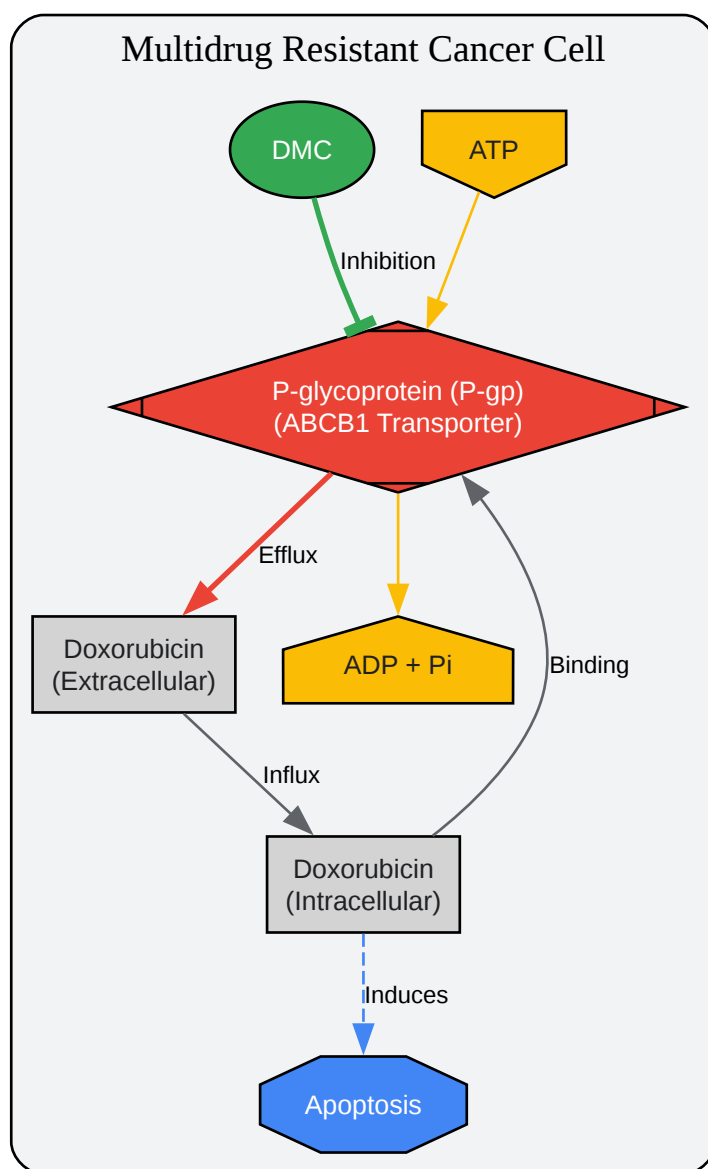 Multidrug Resistant Cancer Cell
DMC
ATP
Inhibition
P-glycoprotein (P-gp)
(ABCB1 Transporter)
Efflux
Doxorubicin
(Extracellular)
ADP + Pi
Binding
Influx
Doxorubicin
(Intracellular)
Induces
Apoptosis